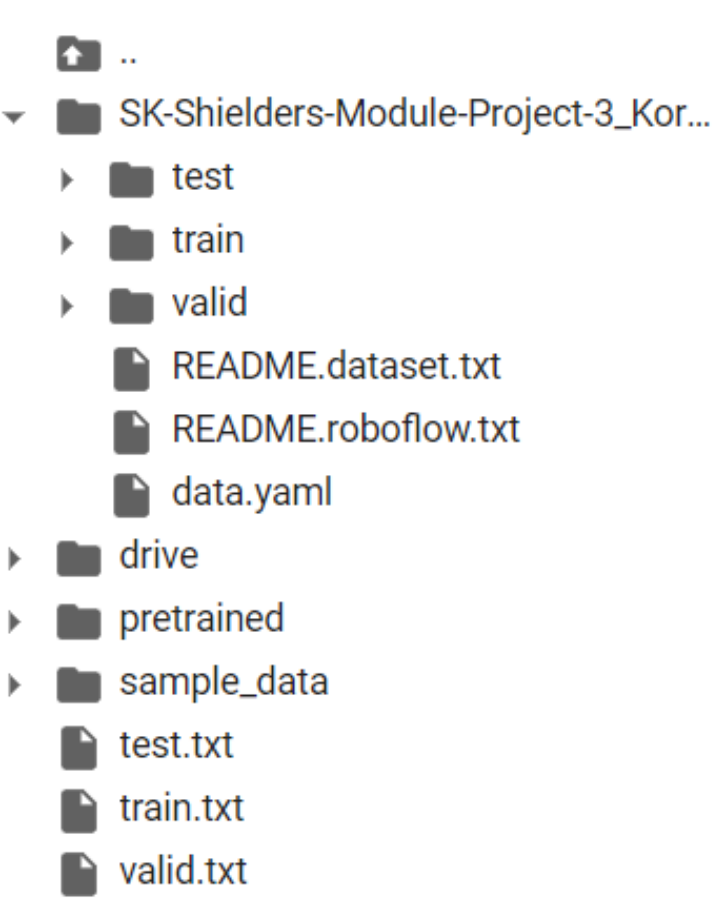 ..
SK-Shielders-Module-Project-3_Kor...
test
train
valid
README.dataset.txt
README.roboflow.txt
data.yaml
drive
pretrained
sample_data
test.txt
train.txt
valid.txt